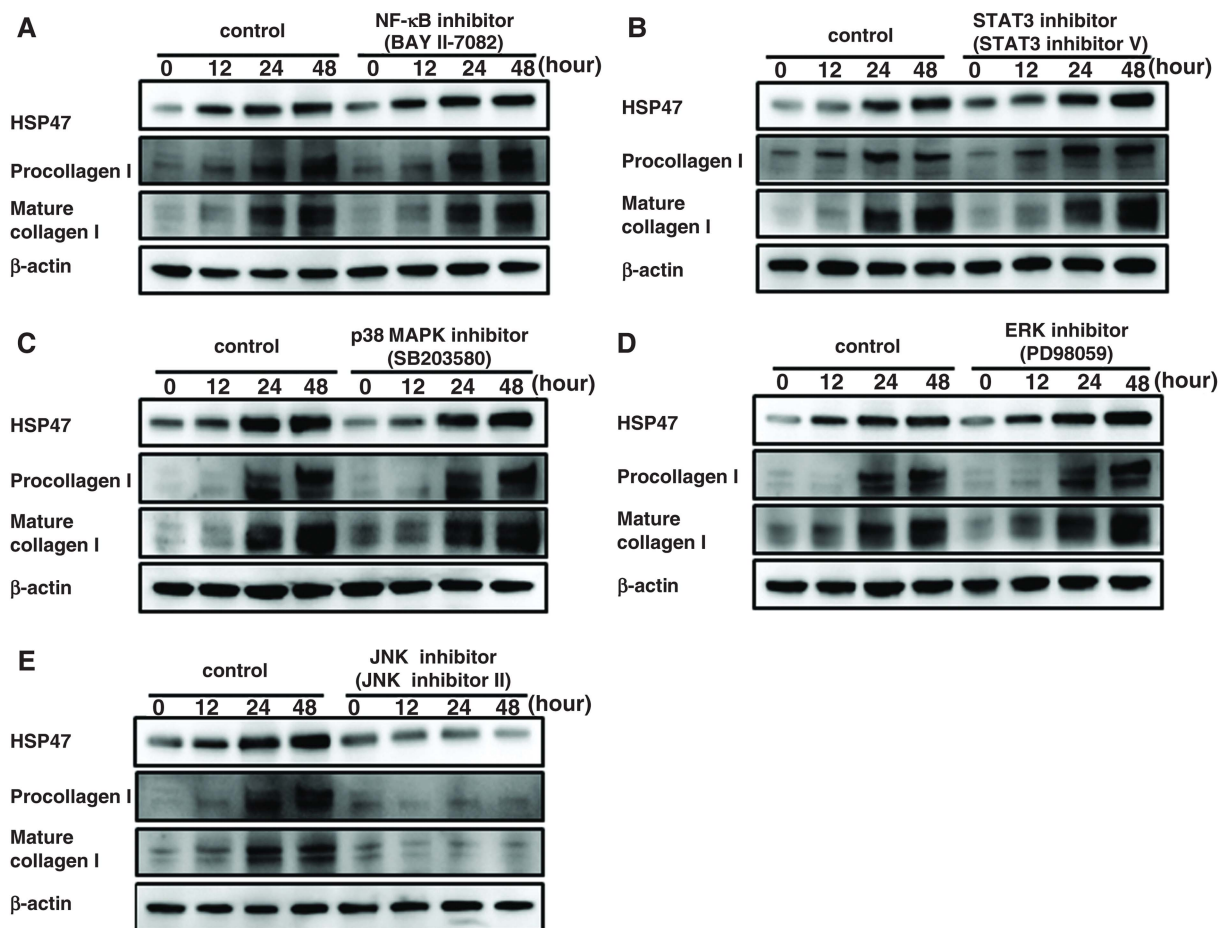 A
control
NF-κB inhibitor
(BAY II-7082)
0 12 24 48 0 12 24 48 (hour)
HSP47
Procollagen I
Mature
collagen I
β-actin
B
control
STAT3 inhibitor
(STAT3 inhibitor V)
0 12 24 48 0 12 24 48 (hour)
HSP47
Procollagen I
Mature
collagen I
β-actin
C
control
p38 MAPK inhibitor
(SB203580)
0 12 24 48 0 12 24 48 (hour)
HSP47
Procollagen I
Mature
collagen I
β-actin
D
control
ERK inhibitor
(PD98059)
0 12 24 48 0 12 24 48 (hour)
HSP47
Procollagen I
Mature
collagen I
β-actin
E
control
JNK inhibitor
(JNK inhibitor II)
0 12 24 48 0 12 24 48 (hour)
HSP47
Procollagen I
Mature
collagen I
β-actin